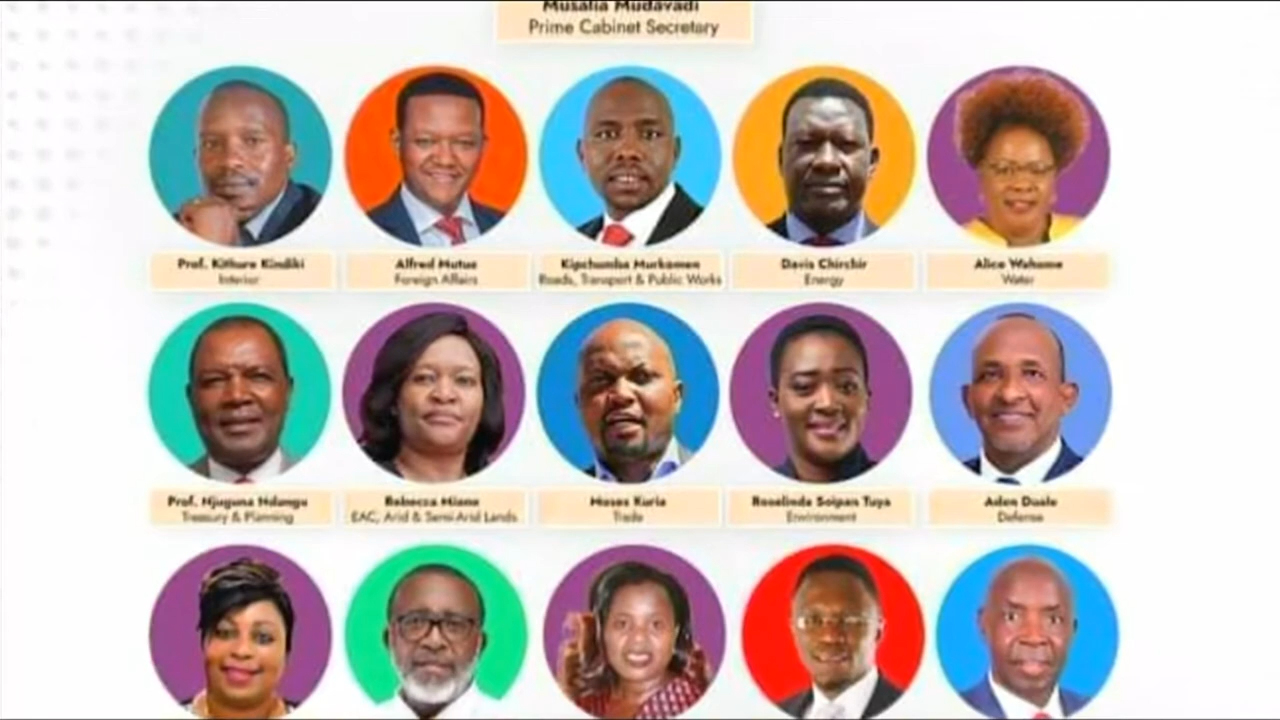 Musalia Mudavadi
Prime Cabinet Secretary
Prof. Kithure Kindiki
Interior
Alfred Mutua
Foreign Affairs
Kipchumba Murkomen
Roads, Transport & Public Works
Davis Chirchir
Energy
Alice Wahome
Water
Prof. Njuguna Ndungu
Treasury & Planning
Rebecca Miano
EAC, Arid & Semi-Arid Lands
Moses Kuria
Trade
Roselinda Soipan Tuya
Environment
Aden Duale
Defense